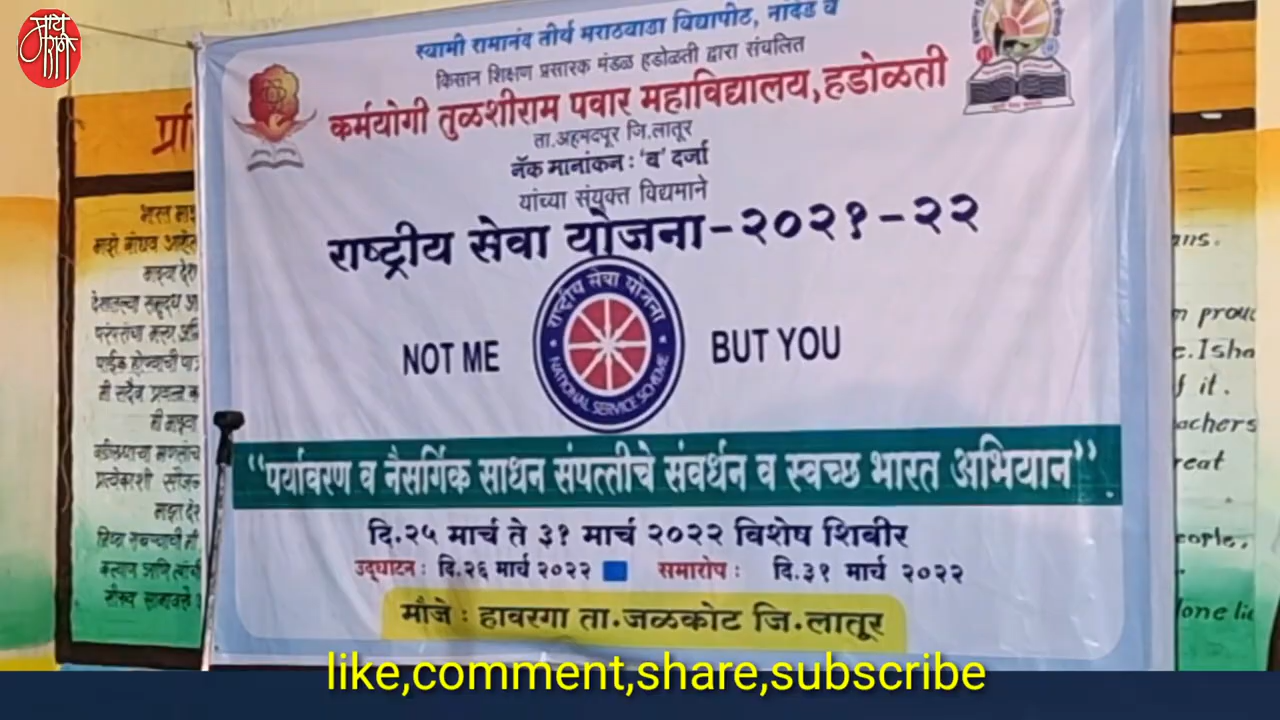 माय मराठी
स्वामी रामानंद तीर्थ मराठवाडा विद्यापीठ, नांदेड व
किसान शिक्षण प्रसारक मंडळ हडोळती द्वारा संचलित
कर्मयोगी तुळशीराम पवार महाविद्यालय,हडोळती
ता.अहमदपूर जि.लातूर
नॅक मानांकन : 'ब' दर्जा
यांच्या संयुक्त विद्यमाने
राष्ट्रीय सेवा योजना-२०२१-२२
राष्ट्रीय सेवा योजना
NOT ME
BUT YOU
NATIONAL SERVICE SCHEME
"पर्यावरण व नैसर्गिक साधन संपत्तीचे संवर्धन व स्वच्छ भारत अभियान"
दि.२५ मार्च ते ३१ मार्च २०२२ विशेष शिबीर
उद्घाटन : दि.२६ मार्च २०२२ समारोप : दि.३१ मार्च २०२२
मौजे : हावरगा ता.जळकोट जि.लातूर
like,comment,share,subscribe